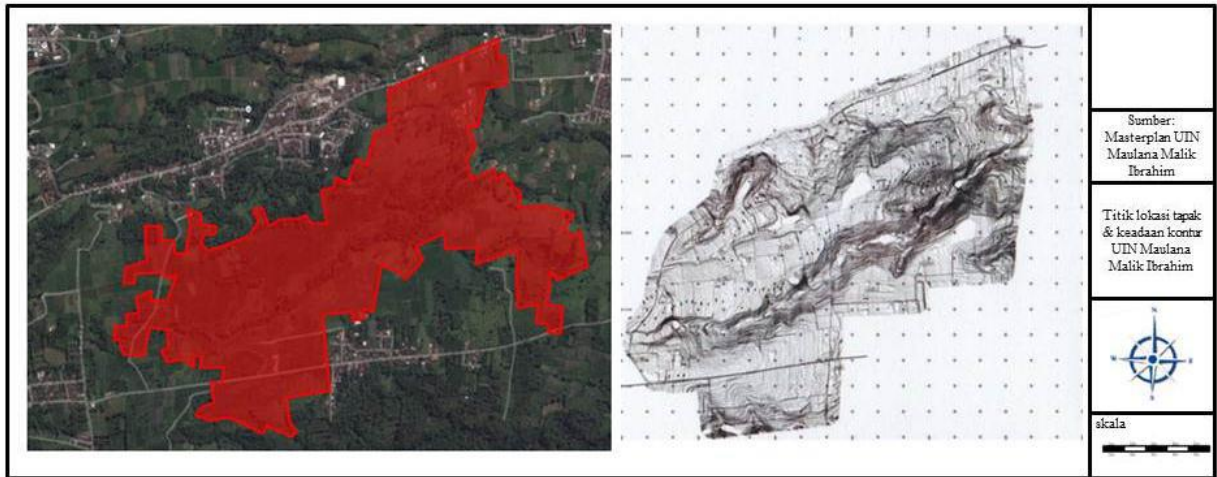 Sumber:
Masterplan UIN
Maulana Malik
Ibrahim
Titik lokasi tapak
& keadaan kontur
UIN Maulana
Malik Ibrahim
N
skala